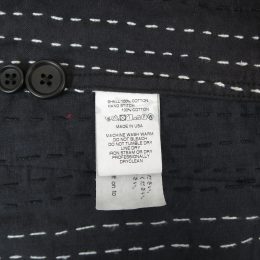 SHELL:100% COTTON
HAND STITCH
100% COTTON
MADE IN USA
MACHINE WASH WARM
DO NOT BLEACH
DO NOT TUMBLE DRY
LINE DRY
IRON STEAM OR DRY
PROFESSIONALLY
DRYCLEAN